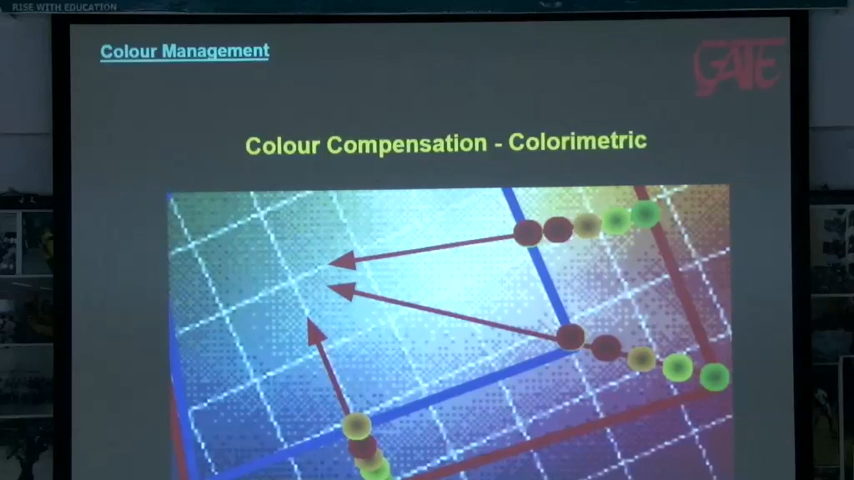 RISE WITH EDUCATION
Colour Management
GATE
Colour Compensation - Colorimetric